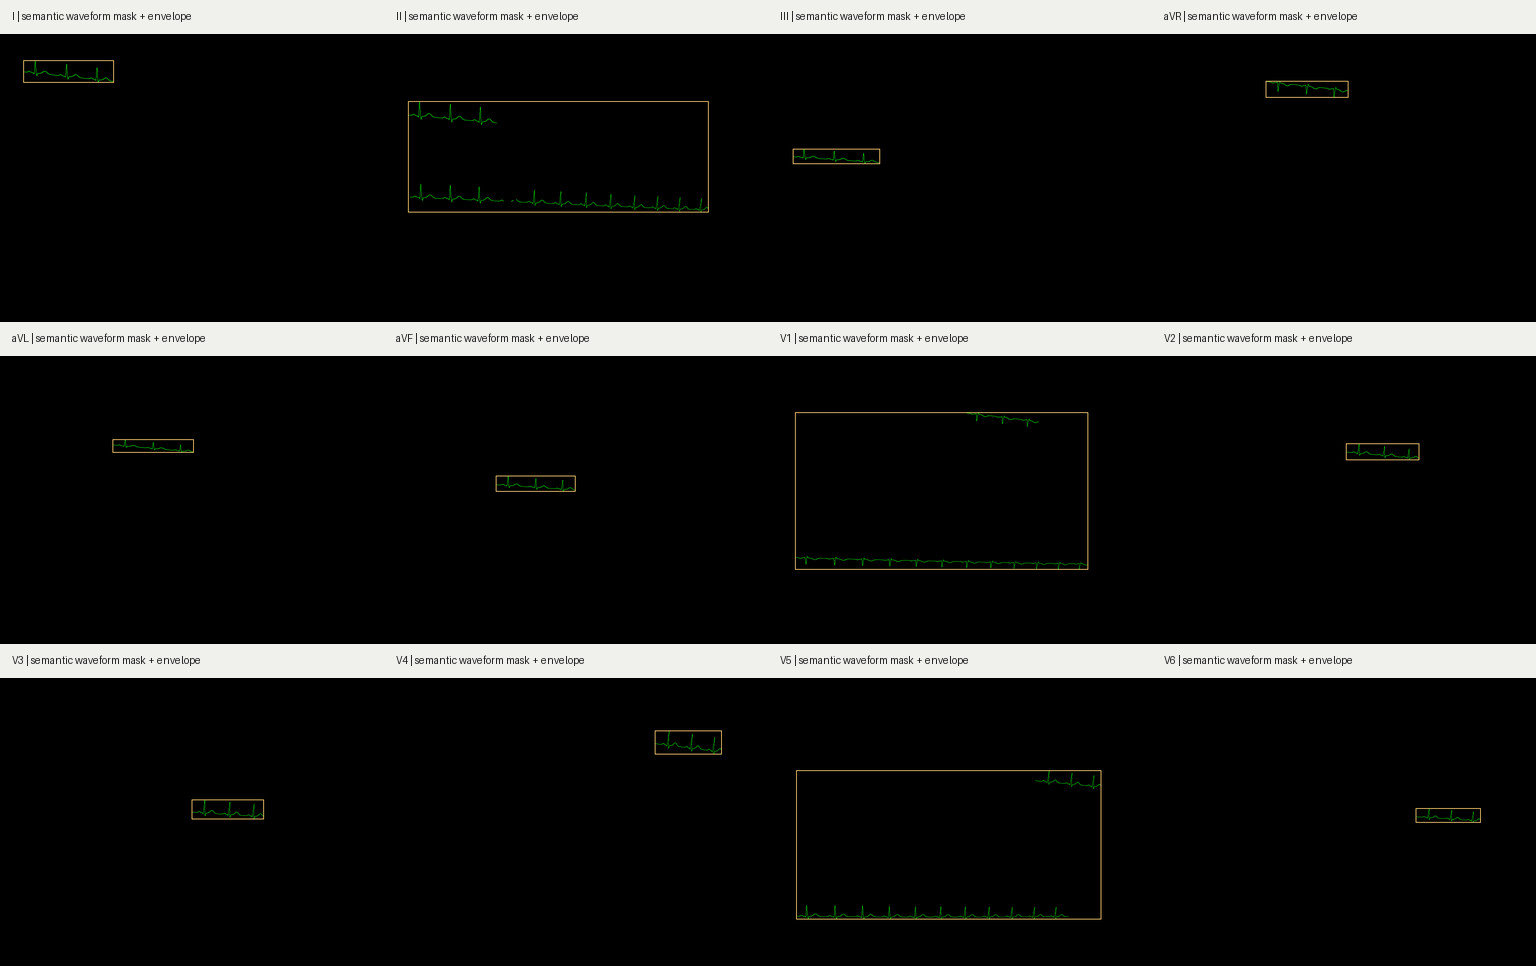 I | semantic waveform mask + envelope
II | semantic waveform mask + envelope
III | semantic waveform mask + envelope
aVR | semantic waveform mask + envelope
aVL | semantic waveform mask + envelope
aVF | semantic waveform mask + envelope
V1 | semantic waveform mask + envelope
V2 | semantic waveform mask + envelope
V3 | semantic waveform mask + envelope
V4 | semantic waveform mask + envelope
V5 | semantic waveform mask + envelope
V6 | semantic waveform mask + envelope